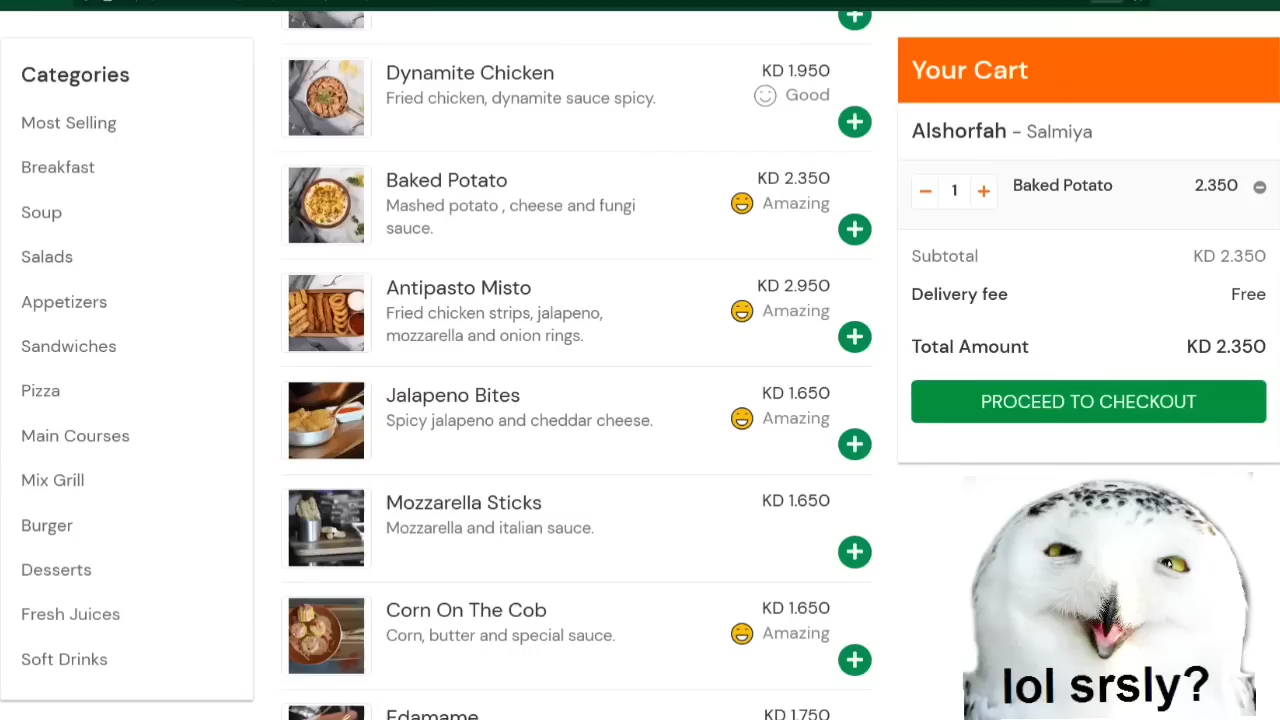 Categories
Most Selling
Breakfast
Soup
Salads
Appetizers
Sandwiches
Pizza
Main Courses
Mix Grill
Burger
Desserts
Fresh Juices
Soft Drinks
Dynamite Chicken
Fried chicken, dynamite sauce spicy.
KD 1.950
Good
Baked Potato
Mashed potato , cheese and fungi
sauce.
KD 2.350
Amazing
Antipasto Misto
Fried chicken strips, jalapeno,
mozzarella and onion rings.
KD 2.950
Amazing
Jalapeno Bites
Spicy jalapeno and cheddar cheese.
KD 1.650
Amazing
Mozzarella Sticks
Mozzarella and italian sauce.
KD 1.650
Corn On The Cob
Corn, butter and special sauce.
KD 1.650
Amazing
Edamame
KD 1.750
Your Cart
Alshorfah - Salmiya
1 Baked Potato 2.350
Subtotal KD 2.350
Delivery fee Free
Total Amount KD 2.350
PROCEED TO CHECKOUT
lol srsly?